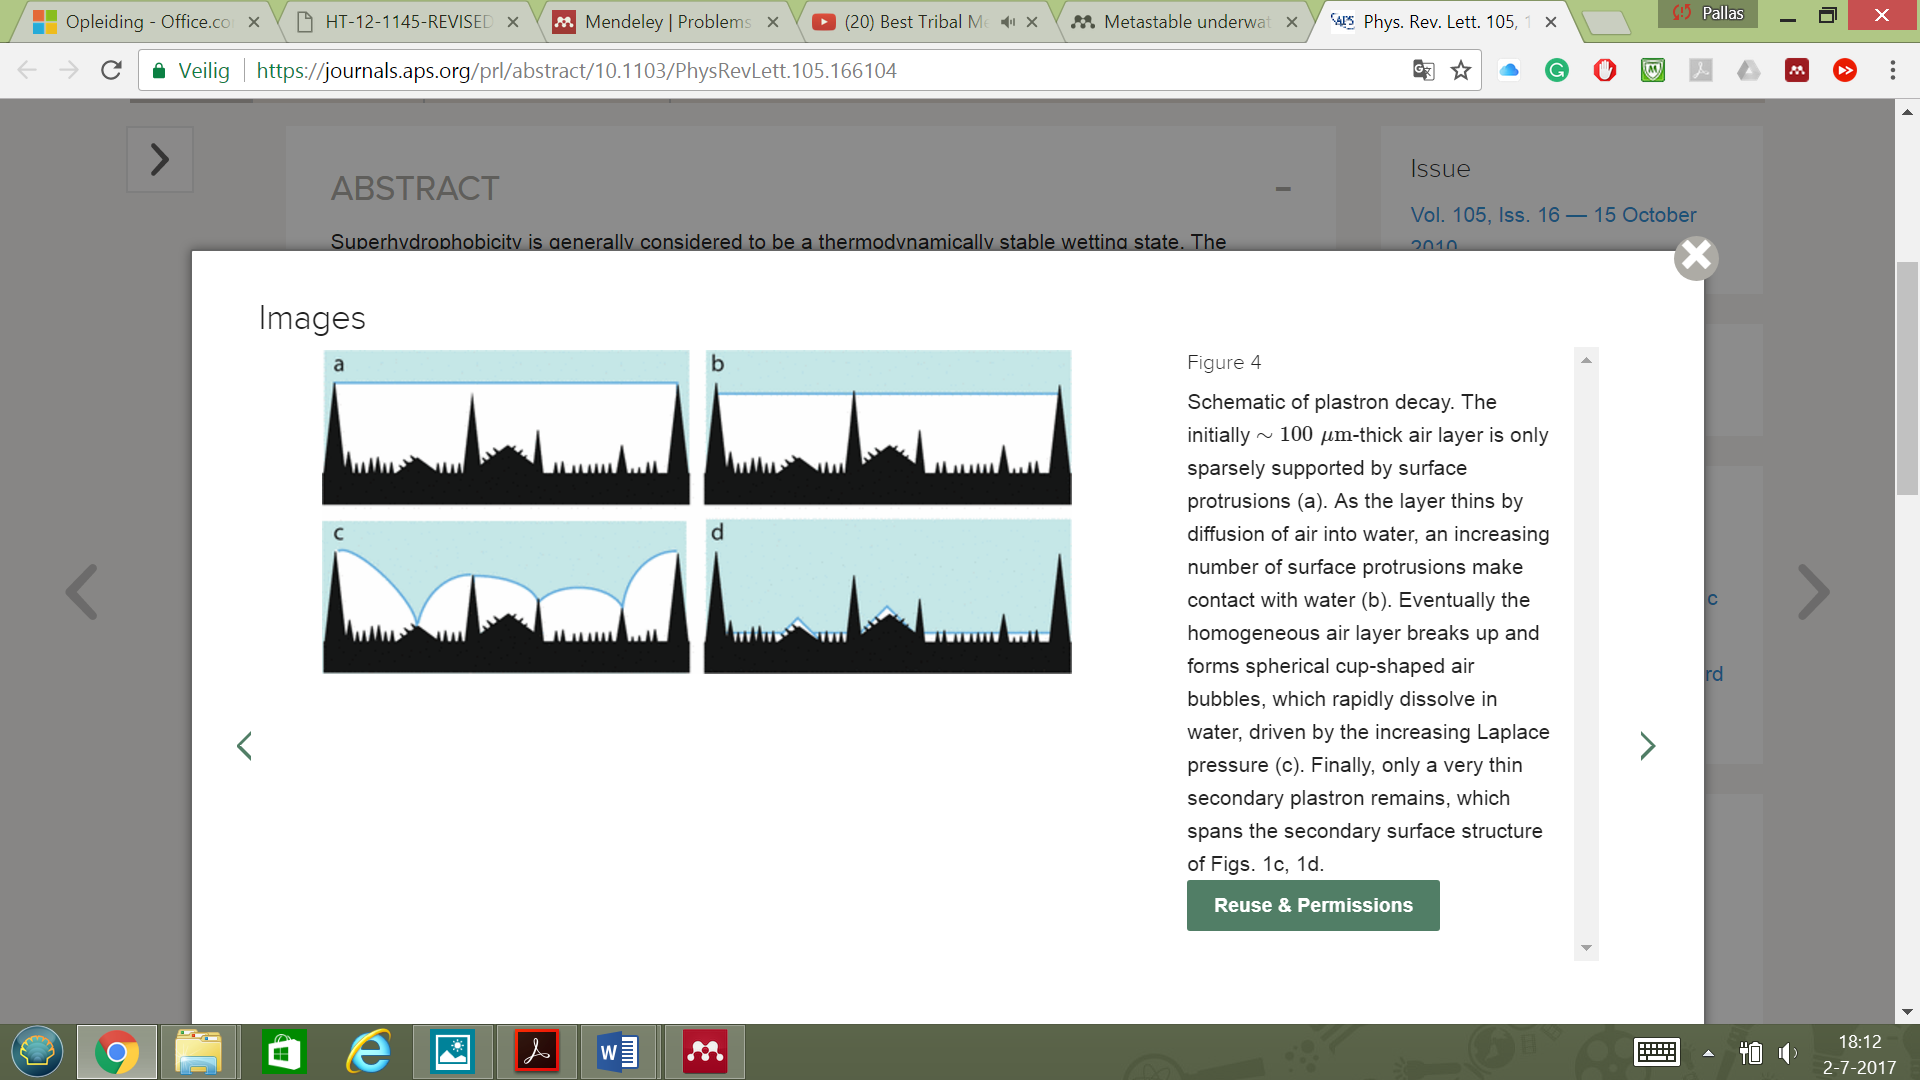 Opleiding - Office.co
HT-12-1145-REVISED
Mendeley | Problems
(20) Best Tribal M
Metastable underwat
Phys. Rev. Lett. 105, 1
Pallas
Veilig
https://journals.aps.org/prl/abstract/10.1103/PhysRevLett.105.166104
ABSTRACT
Superhydrophobicity is generally considered to be a thermodynamically stable wetting state. The
Issue
Vol. 105, Iss. 16 — 15 October
2010
c
rd
Images
a
b
c
d
Figure 4
Schematic of plastron decay. The
initially ∼ 100 μm-thick air layer is only
sparsely supported by surface
protrusions (a). As the layer thins by
diffusion of air into water, an increasing
number of surface protrusions make
contact with water (b). Eventually the
homogeneous air layer breaks up and
forms spherical cup-shaped air
bubbles, which rapidly dissolve in
water, driven by the increasing Laplace
pressure (c). Finally, only a very thin
secondary plastron remains, which
spans the secondary surface structure
of Figs. 1c, 1d.
Reuse & Permissions
18:12
2-7-2017